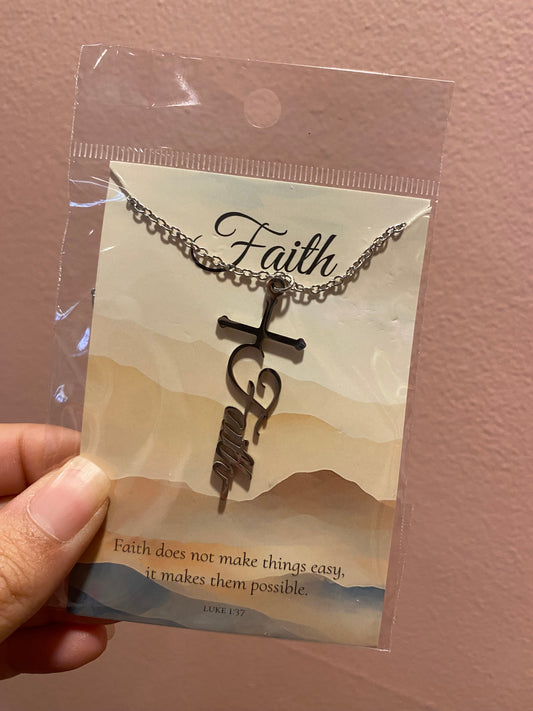 Faith
Faith
Faith does not make things easy,
it makes them possible.
LUKE 1:37